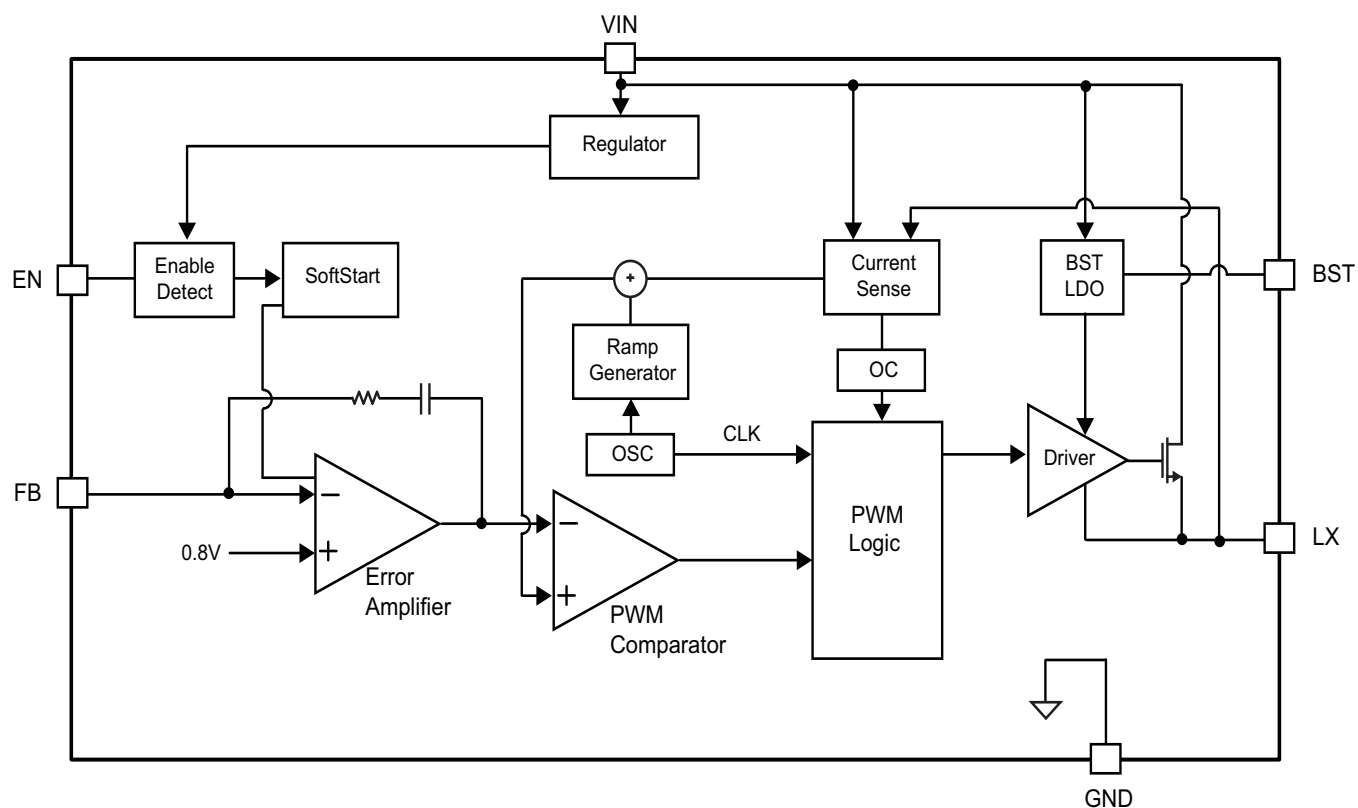 VIN
Regulator
EN
Enable
Detect
SoftStart
+
Current
Sense
BST
LDO
BST
Ramp
Generator
OC
OSC
CLK
Driver
FB
−
0.8V
+
Error
Amplifier
−
+
PWM
Comparator
PWM
Logic
LX
GND